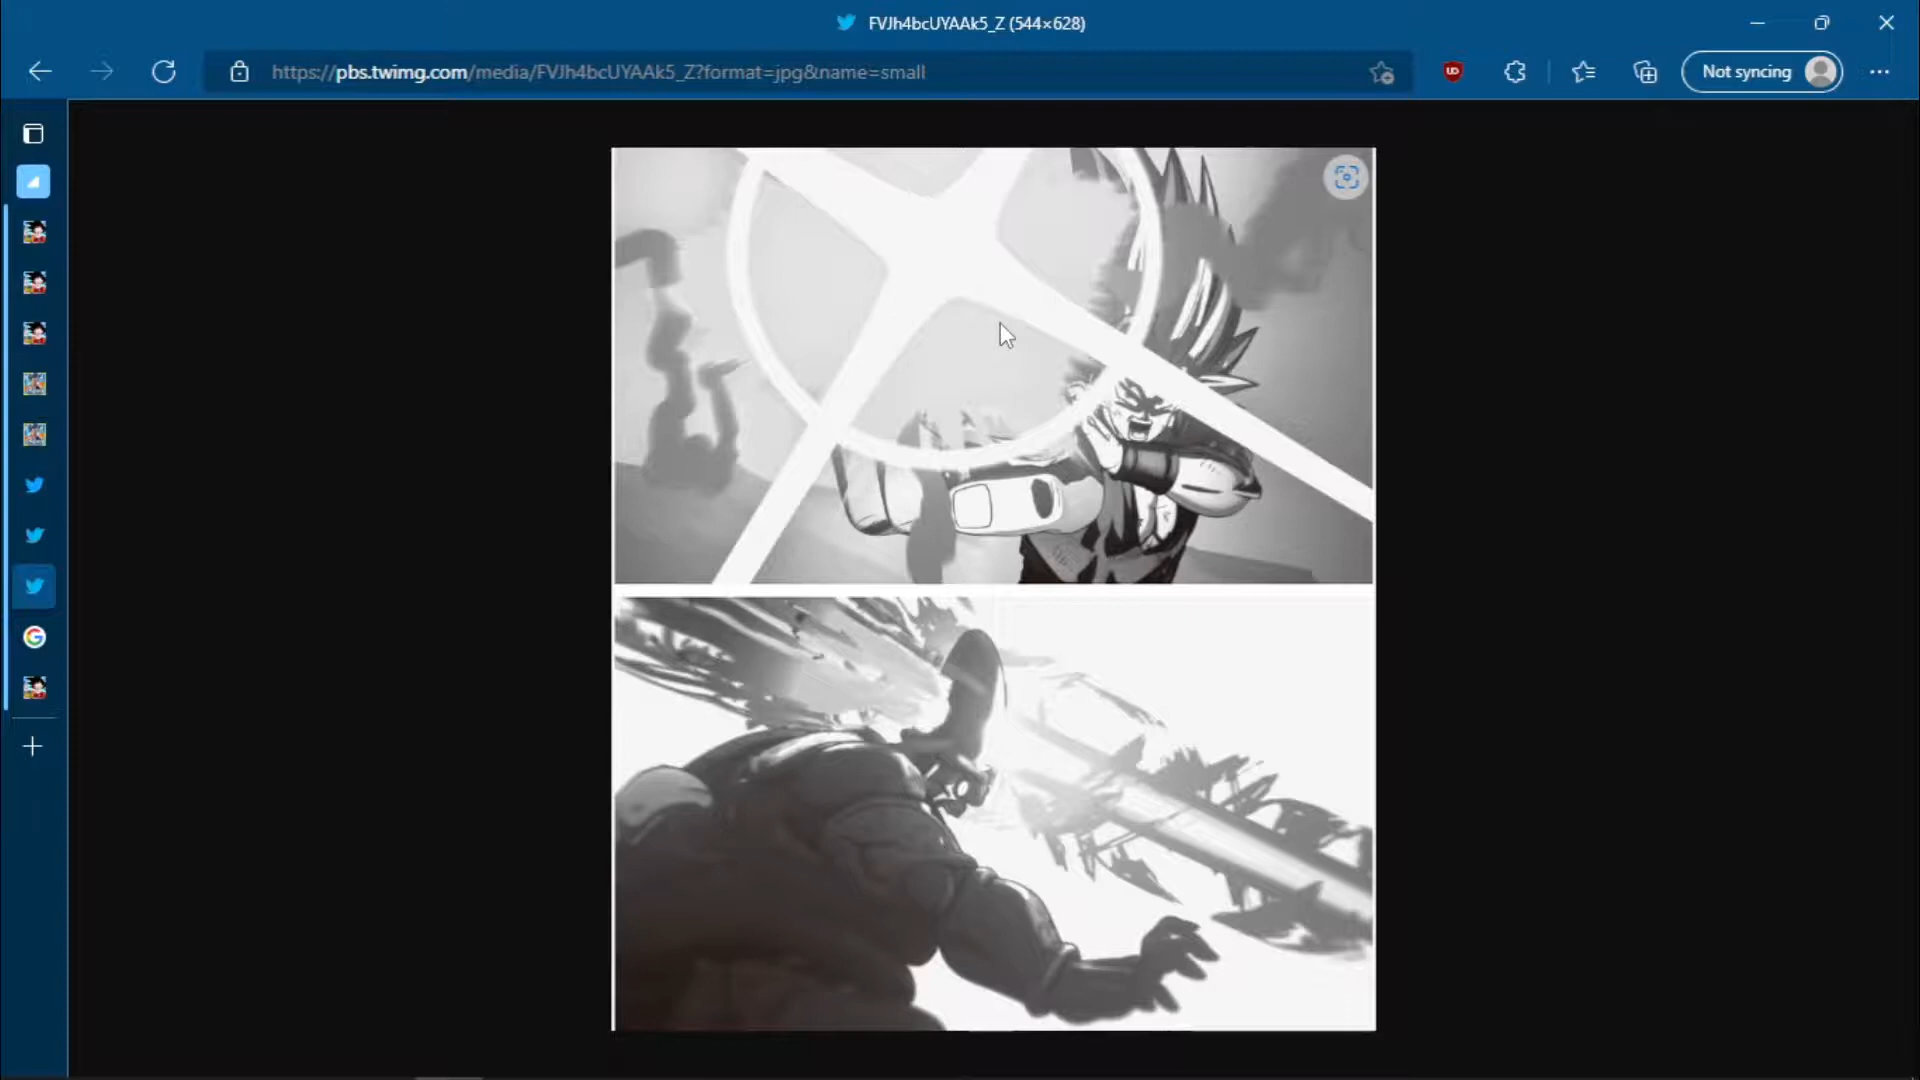 FVJh4bcUYAAk5_Z (544×628)
https://pbs.twimg.com/media/FVJh4bcUYAAk5_Z?format=jpg&name=small
Not syncing